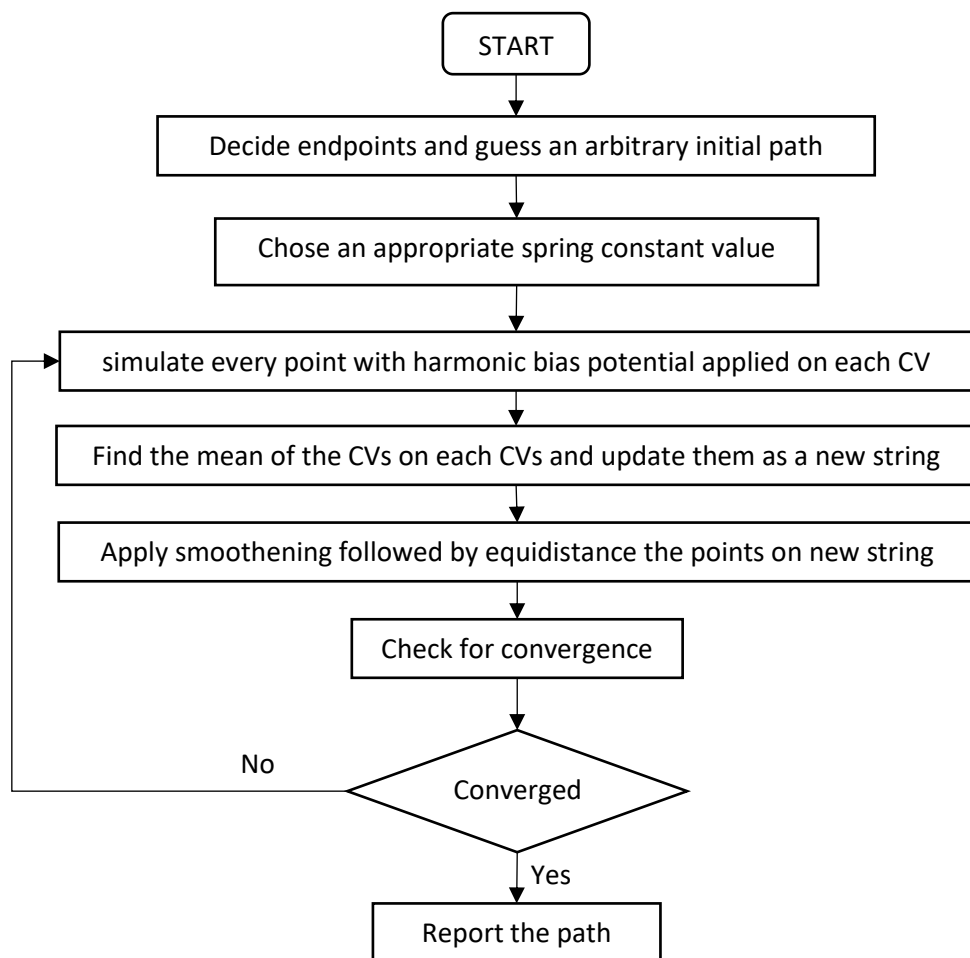 START
Decide endpoints and guess an arbitrary initial path
Chose an appropriate spring constant value
simulate every point with harmonic bias potential applied on each CV
Find the mean of the CVs on each CVs and update them as a new string
Apply smoothening followed by equidistance the points on new string
Check for convergence
No
Converged
Yes
Report the path